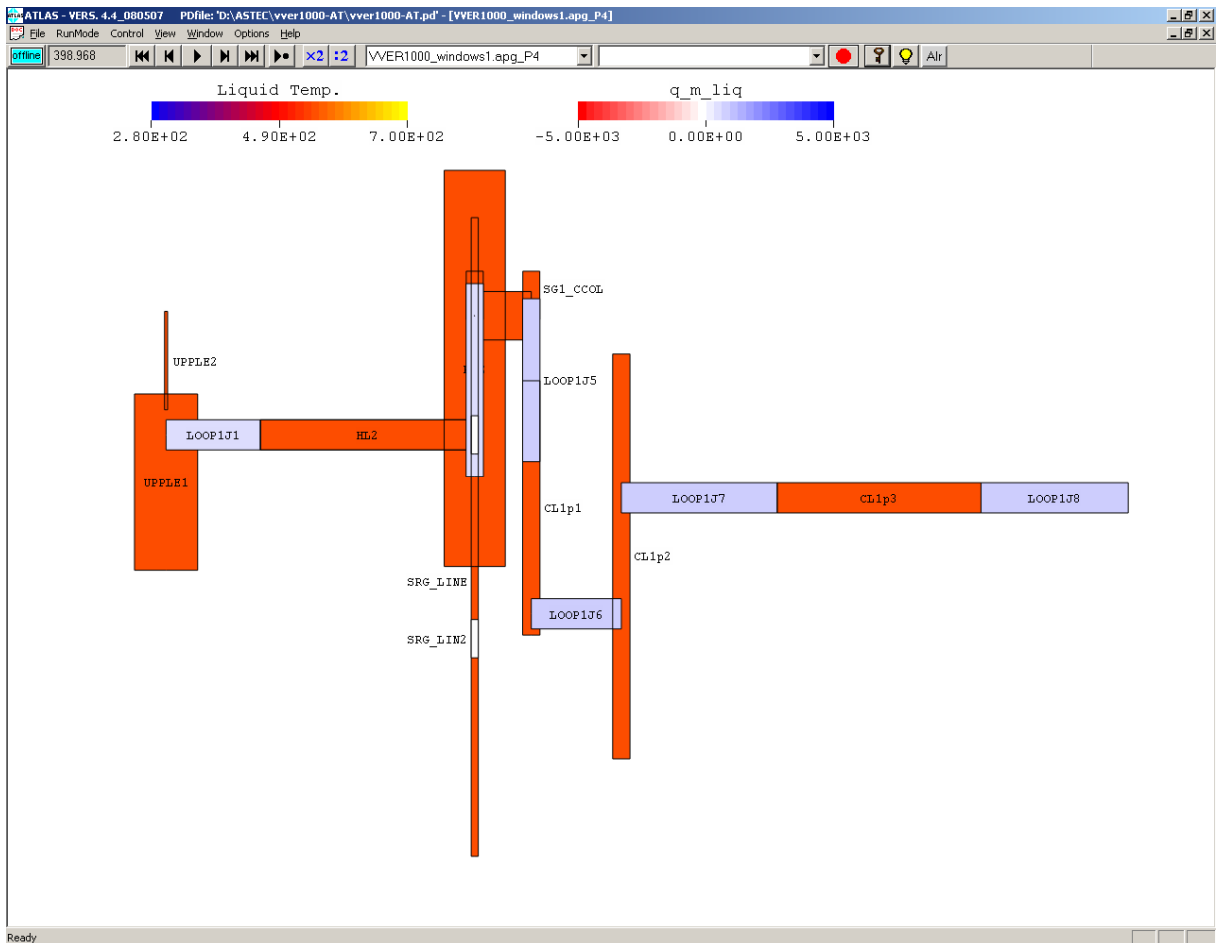 ATLAS - VERS. 4.4_080507 PDfile: 'D:\ASTEC\vver1000-AT\vver1000-AT.pd' - [VVER1000_windows1.apg_P4]
File RunMode Control View Window Options Help
offline 398.968 ×2 :2 VVER1000_windows1.apg_P4 Alr
Liquid Temp.
2.80E+02 4.90E+02 7.00E+02
q_m_liq
-5.00E+03 0.00E+00 5.00E+03
SG1_CCOL
UPPLE2
LOOP1J5
LOOP1J1
HL2
UPPLE1
LOOP1J7
CL1p3
LOOP1J8
CL1p1
CL1p2
SRG_LINE
LOOP1J6
SRG_LIN2
Ready